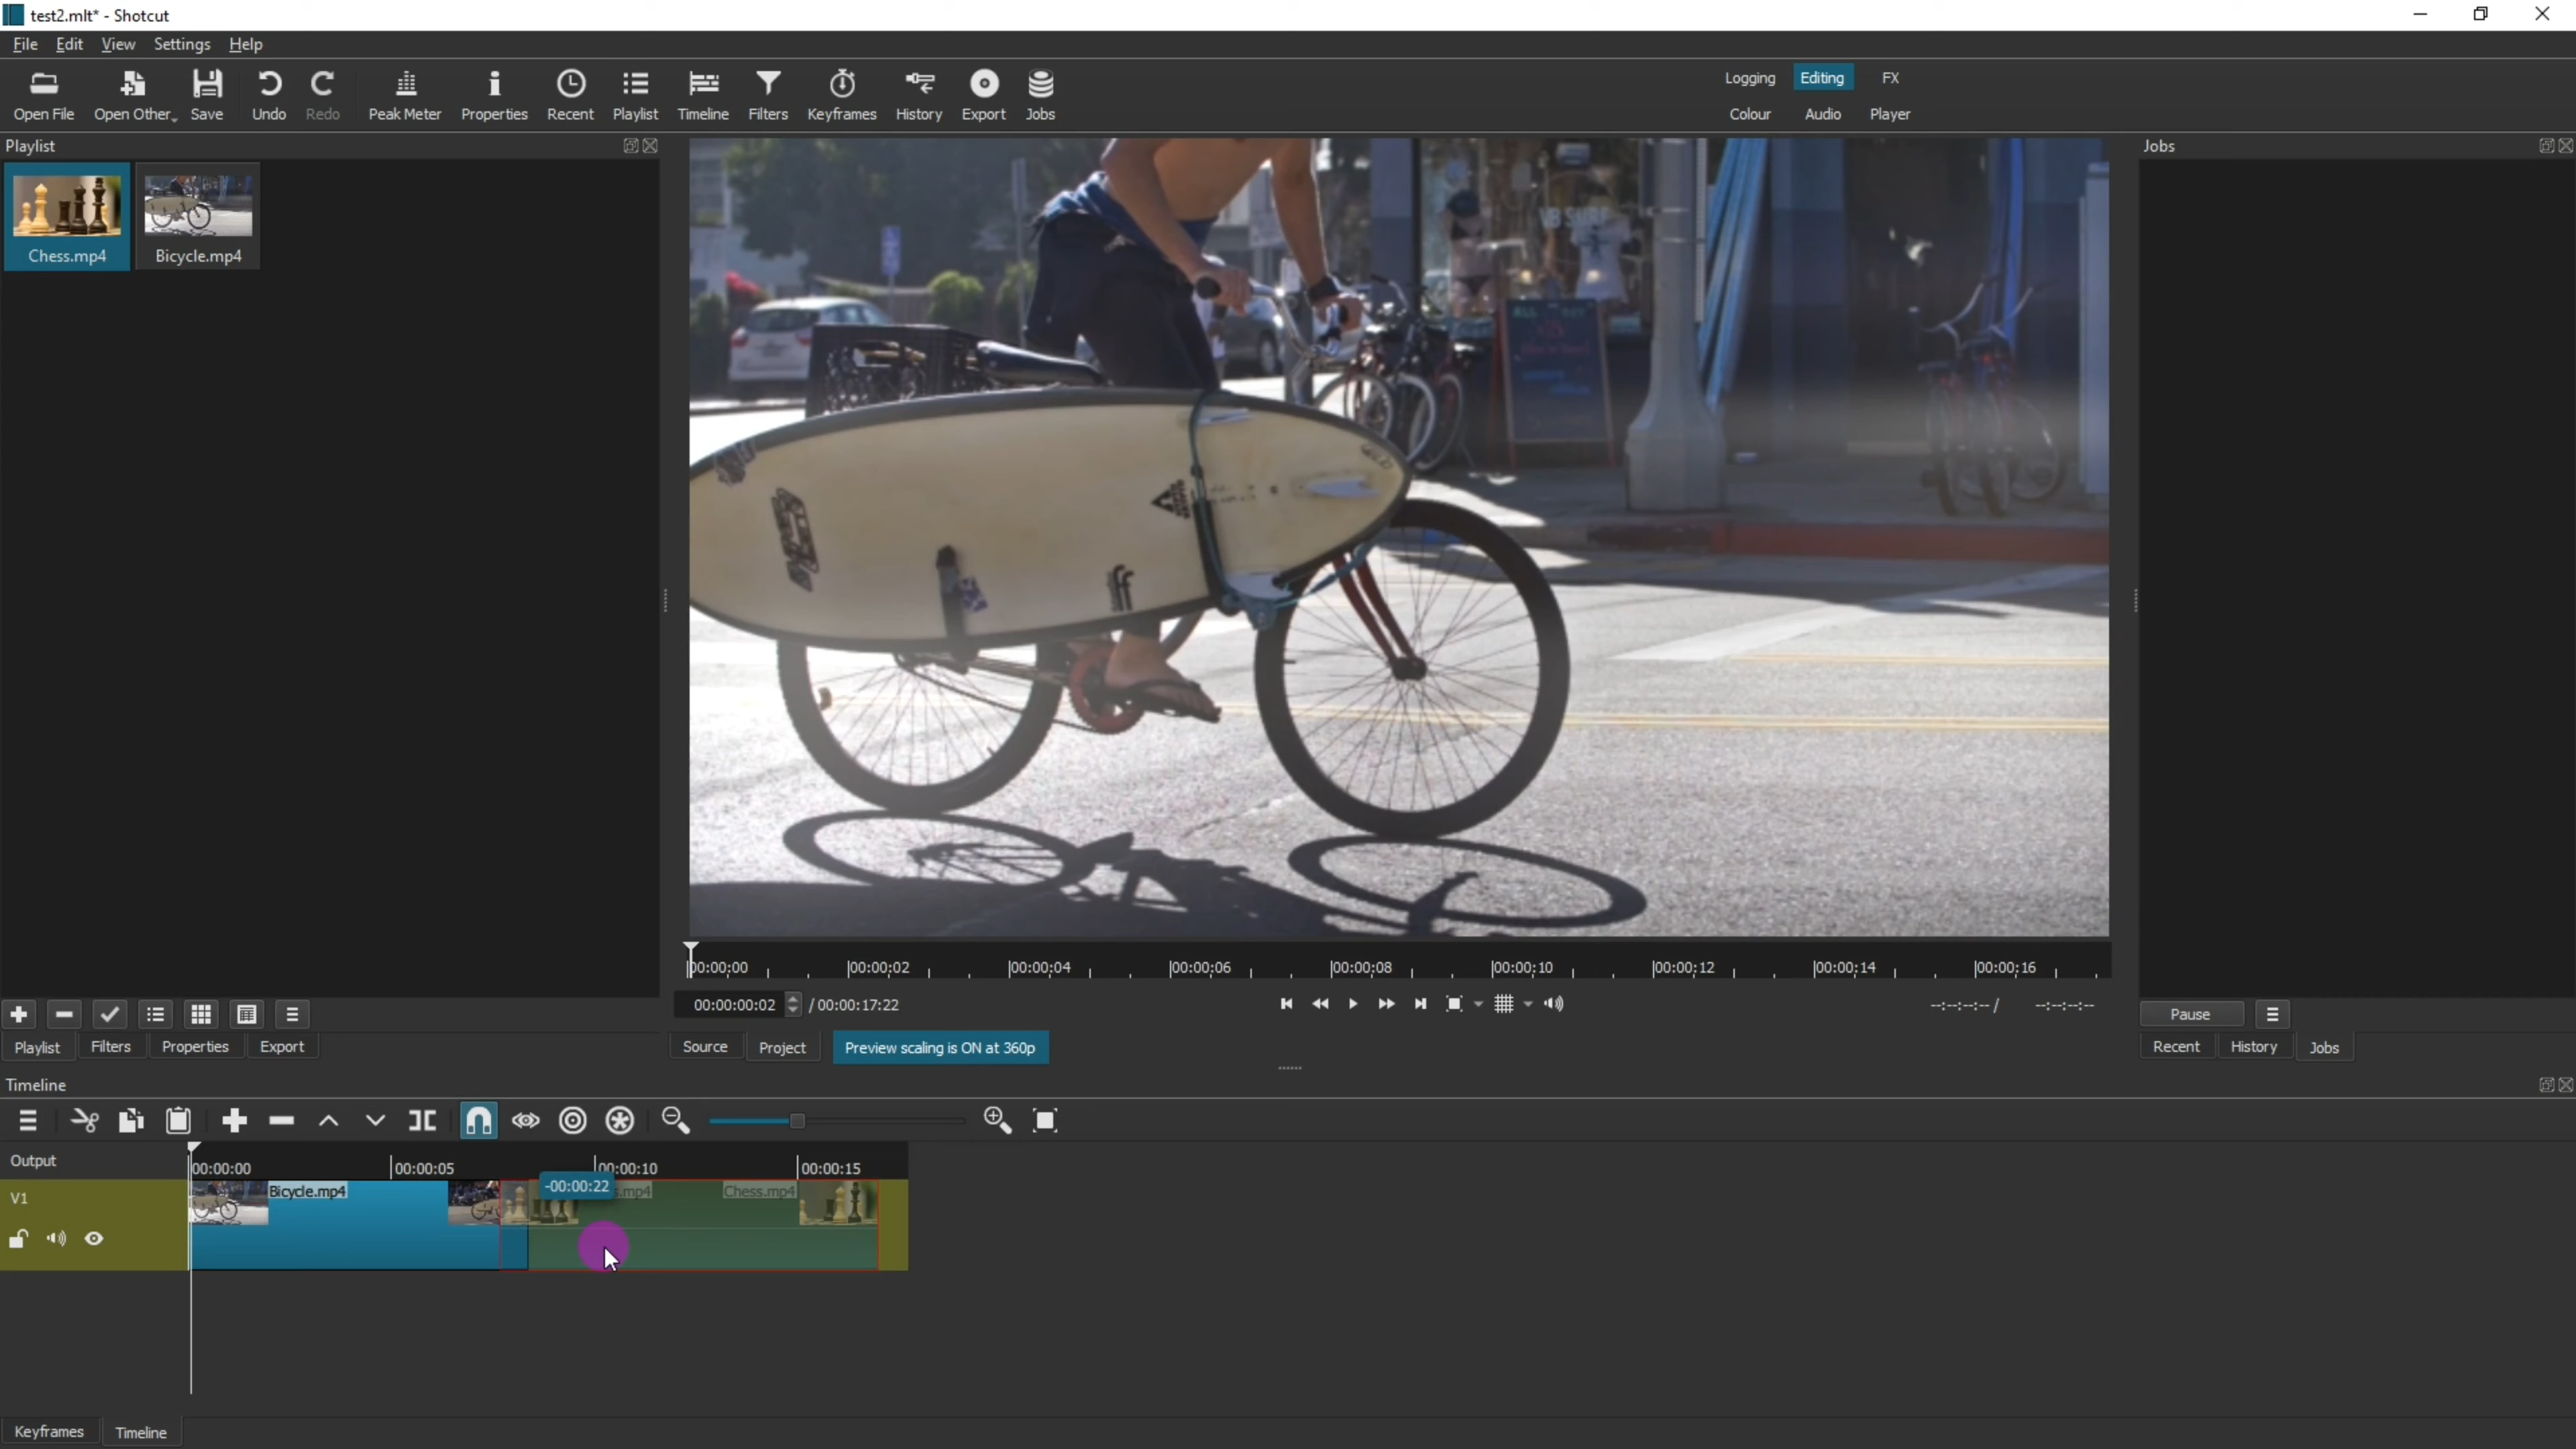 test2.mlt* - Shotcut
File Edit View Settings Help
Open File Open Other Save Undo Redo Peak Meter Properties Recent Playlist Timeline Filters Keyframes History Export Jobs
Logging Editing FX
Colour Audio Player
Playlist
Jobs
Chess.mp4 Bicycle.mp4
VB SURF
ALL DAY
00:00:00 00:00:02 00:00:04 00:00:06 00:00:08 00:00:10 00:00:12 00:00:14 00:00:16
00:00:00:02 / 00:00:17:22
--:--:--:-- / --:--:--:--
Pause
Playlist Filters Properties Export
Source Project Preview scaling is ON at 360p
Recent History Jobs
Timeline
Output
00:00:00 00:00:05 00:00:10 00:00:15
V1
Bicycle.mp4
-00:00:22
.mp4
Chess.mp4
Keyframes Timeline